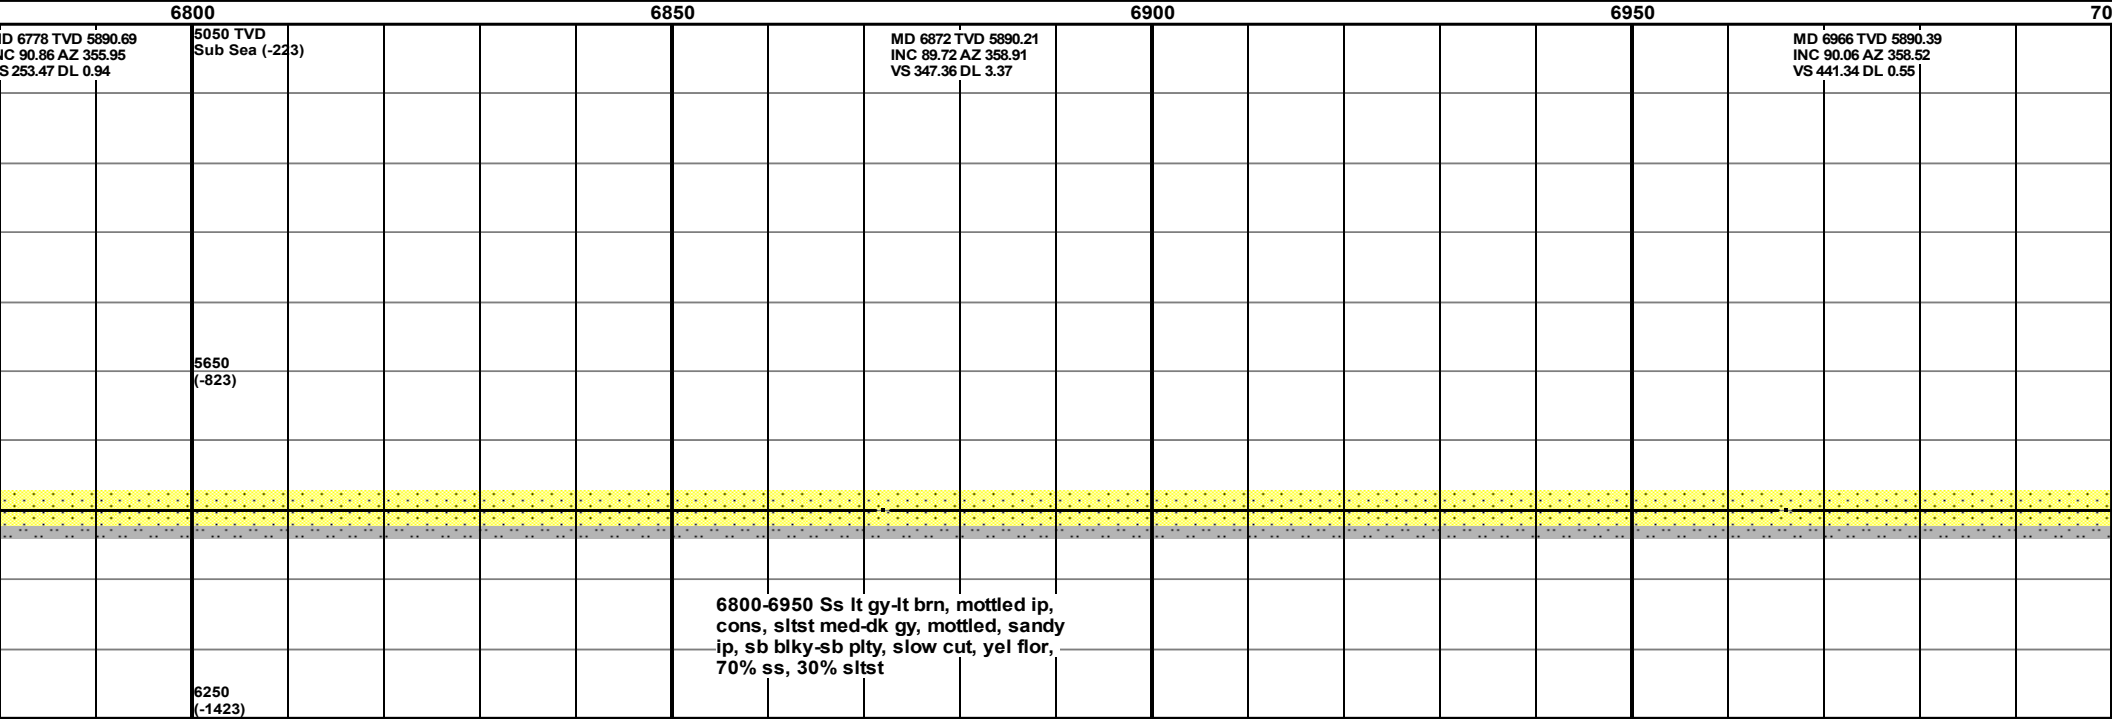 6800 6850 6900 6950 70
D 6778 TVD 5890.69
NC 90.86 AZ 355.95
S 253.47 DL 0.94
5050 TVD
Sub Sea (-223)
MD 6872 TVD 5890.21
INC 89.72 AZ 358.91
VS 347.36 DL 3.37
MD 6966 TVD 5890.39
INC 90.06 AZ 358.52
VS 441.34 DL 0.55
5650
(-823)
6800-6950 Ss lt gy-lt brn, mottled ip,
cons, sltst med-dk gy, mottled, sandy
ip, sb blky-sb plty, slow cut, yel flor,
70% ss, 30% sltst
6250
(-1423)